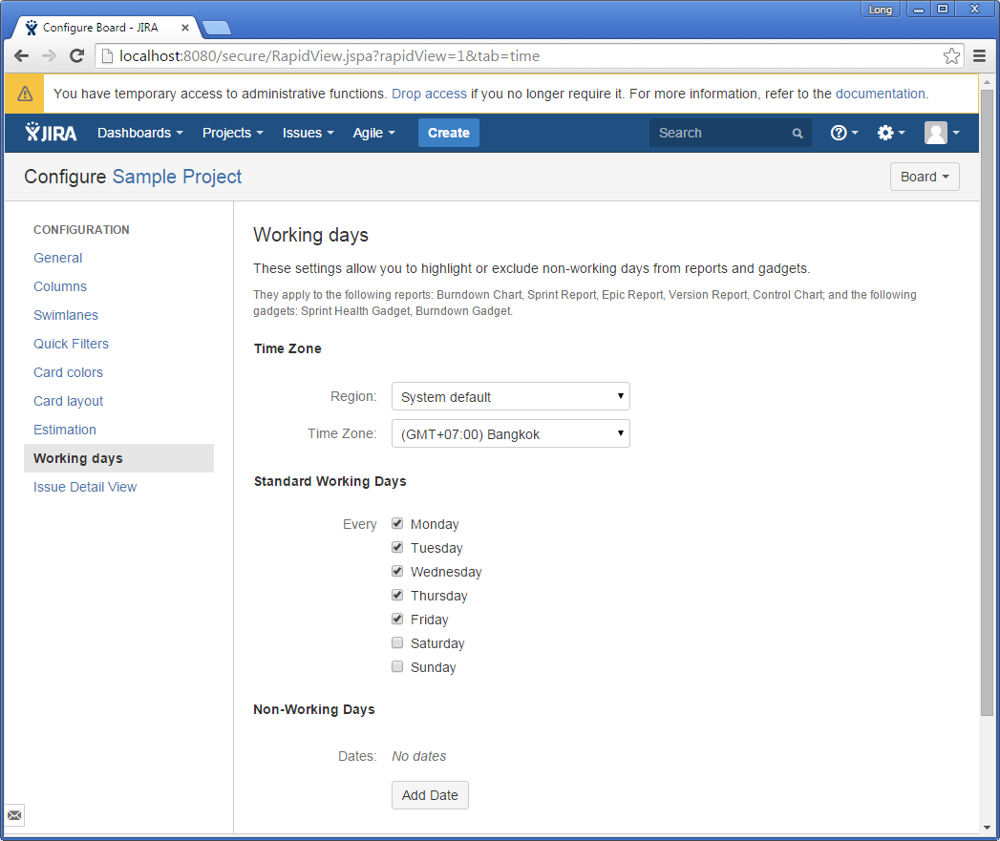 Long
Configure Board - JIRA
localhost:8080/secure/RapidView.jspa?rapidView=1&tab=time
You have temporary access to administrative functions. Drop access if you no longer require it. For more information, refer to the documentation.
JIRA Dashboards Projects Issues Agile Create Search
Configure Sample Project Board
CONFIGURATION
General
Columns
Swimlanes
Quick Filters
Card colors
Card layout
Estimation
Working days
Issue Detail View
Working days
These settings allow you to highlight or exclude non-working days from reports and gadgets.
They apply to the following reports: Burndown Chart, Sprint Report, Epic Report, Version Report, Control Chart; and the following
gadgets: Sprint Health Gadget, Burndown Gadget.
Time Zone
Region: System default
Time Zone: (GMT+07:00) Bangkok
Standard Working Days
Every Monday
Tuesday
Wednesday
Thursday
Friday
Saturday
Sunday
Non-Working Days
Dates: No dates
Add Date